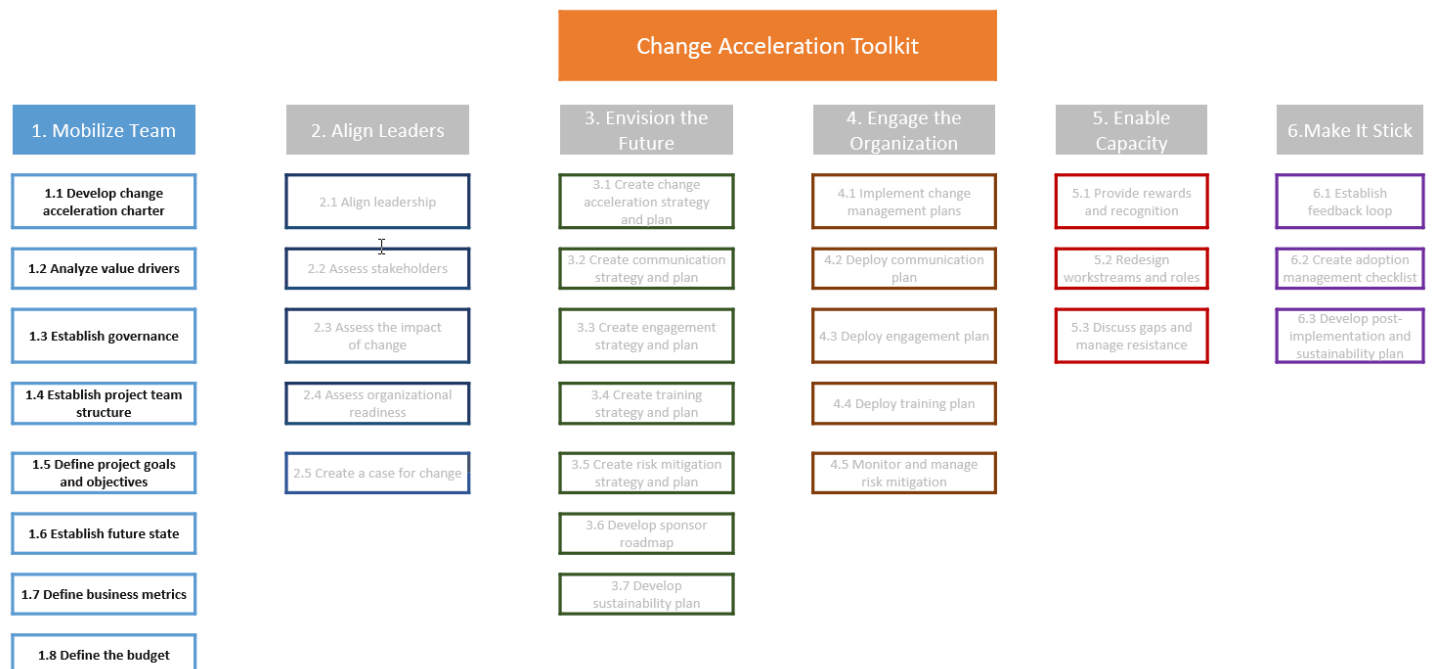 Change Acceleration Toolkit
1. Mobilize Team
1.1 Develop change
acceleration charter
1.2 Analyze value drivers
1.3 Establish governance
1.4 Establish project team
structure
1.5 Define project goals
and objectives
1.6 Establish future state
1.7 Define business metrics
1.8 Define the budget
2. Align Leaders
2.1 Align leadership
2.2 Assess stakeholders
2.3 Assess the impact
of change
2.4 Assess organizational
readiness
2.5 Create a case for change
3. Envision the
Future
3.1 Create change
acceleration strategy
and plan
3.2 Create communication
strategy and plan
3.3 Create engagement
strategy and plan
3.4 Create training
strategy and plan
3.5 Create risk mitigation
strategy and plan
3.6 Develop sponsor
roadmap
3.7 Develop
sustainability plan
4. Engage the
Organization
4.1 Implement change
management plans
4.2 Deploy communication
plan
4.3 Deploy engagement plan
4.4 Deploy training plan
4.5 Monitor and manage
risk mitigation
5. Enable
Capacity
5.1 Provide rewards
and recognition
5.2 Redesign
workstreams and roles
5.3 Discuss gaps and
manage resistance
6.Make It Stick
6.1 Establish
feedback loop
6.2 Create adoption
management checklist
6.3 Develop post-
implementation and
sustainability plan